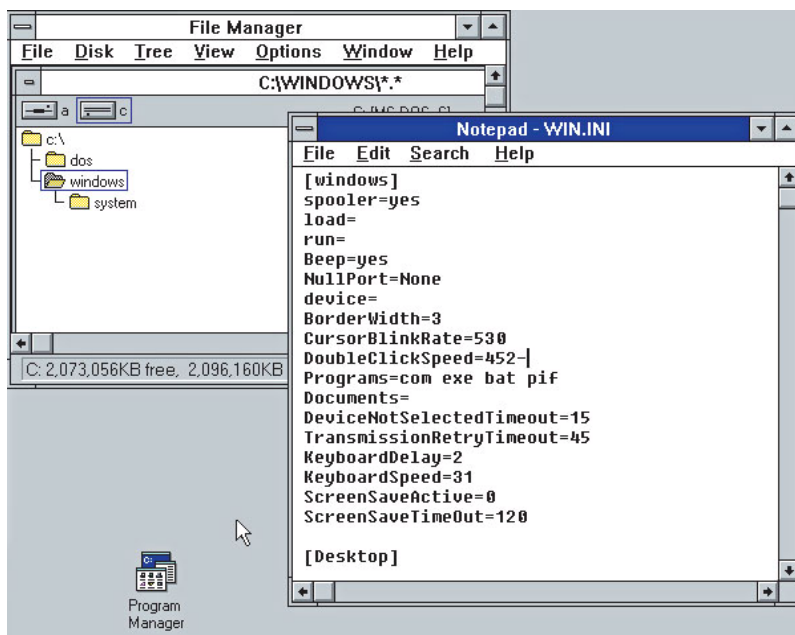 File Manager
File Disk Tree View Options Window Help
C:\WINDOWS\*.*
a c
c:\
dos
windows
system
C: 2,073,056KB free, 2,096,160KB
Notepad - WIN.INI
File Edit Search Help
[windows]
spooler=yes
load=
run=
Beep=yes
NullPort=None
device=
BorderWidth=3
CursorBlinkRate=530
DoubleClickSpeed=452-
Programs=com exe bat pif
Documents=
DeviceNotSelectedTimeout=15
TransmissionRetryTimeout=45
KeyboardDelay=2
KeyboardSpeed=31
ScreenSaveActive=0
ScreenSaveTimeOut=120
[Desktop]
Program
Manager